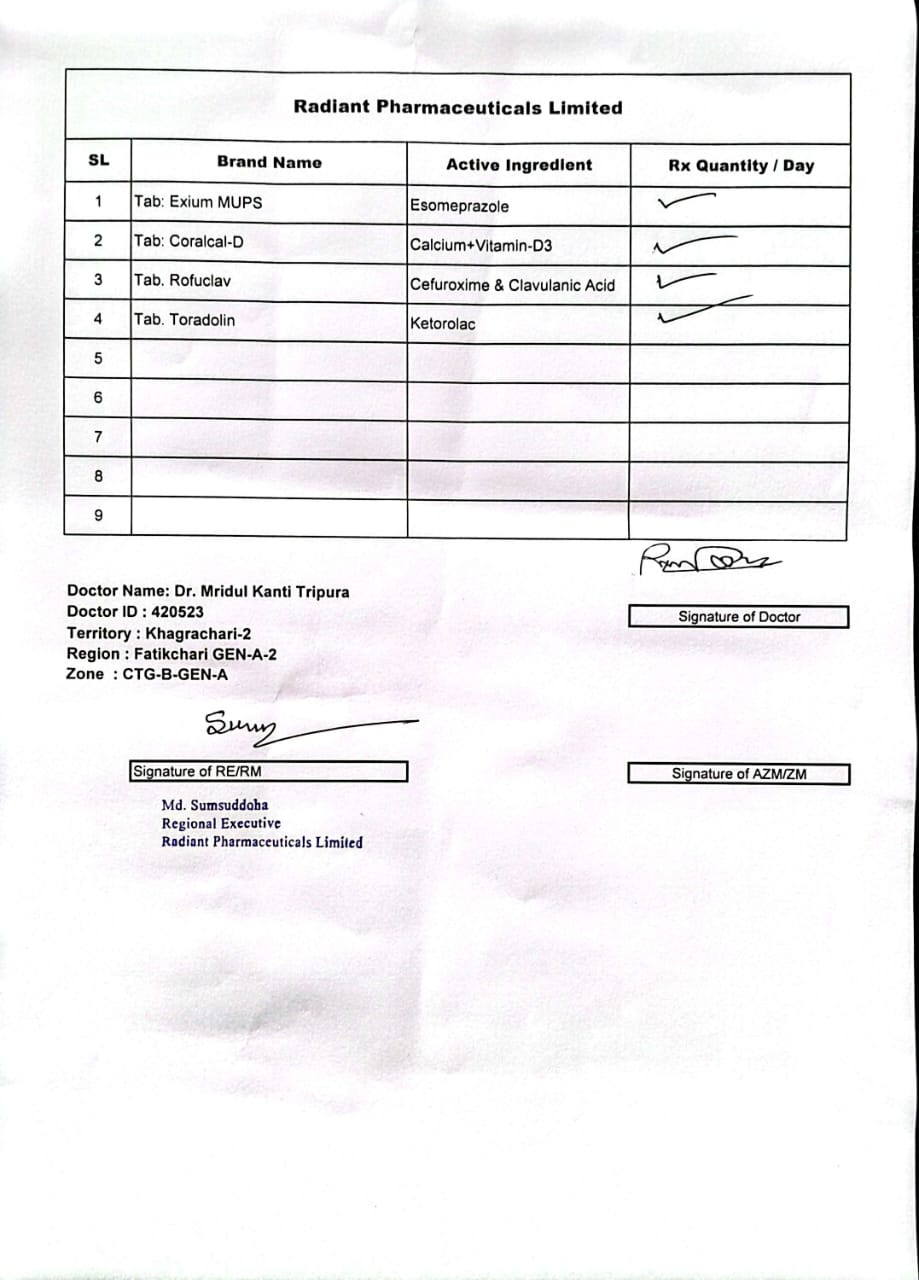 Radiant Pharmaceuticals Limited
SL Brand Name Active Ingredient Rx Quantity / Day
1 Tab: Exium MUPS Esomeprazole ✓
2 Tab: Coralcal-D Calcium+Vitamin-D3 ✓
3 Tab. Rofuclav Cefuroxime & Clavulanic Acid ✓
4 Tab. Toradolin Ketorolac ✓
5
6
7
8
9
Doctor Name: Dr. Mridul Kanti Tripura
Doctor ID : 420523
Signature of Doctor
Territory : Khagrachari-2
Region : Fatikchari GEN-A-2
Zone : CTG-B-GEN-A
Signature of RE/RM
Signature of AZM/ZM
Md. Sumsuddoha
Regional Executive
Radiant Pharmaceuticals Limited